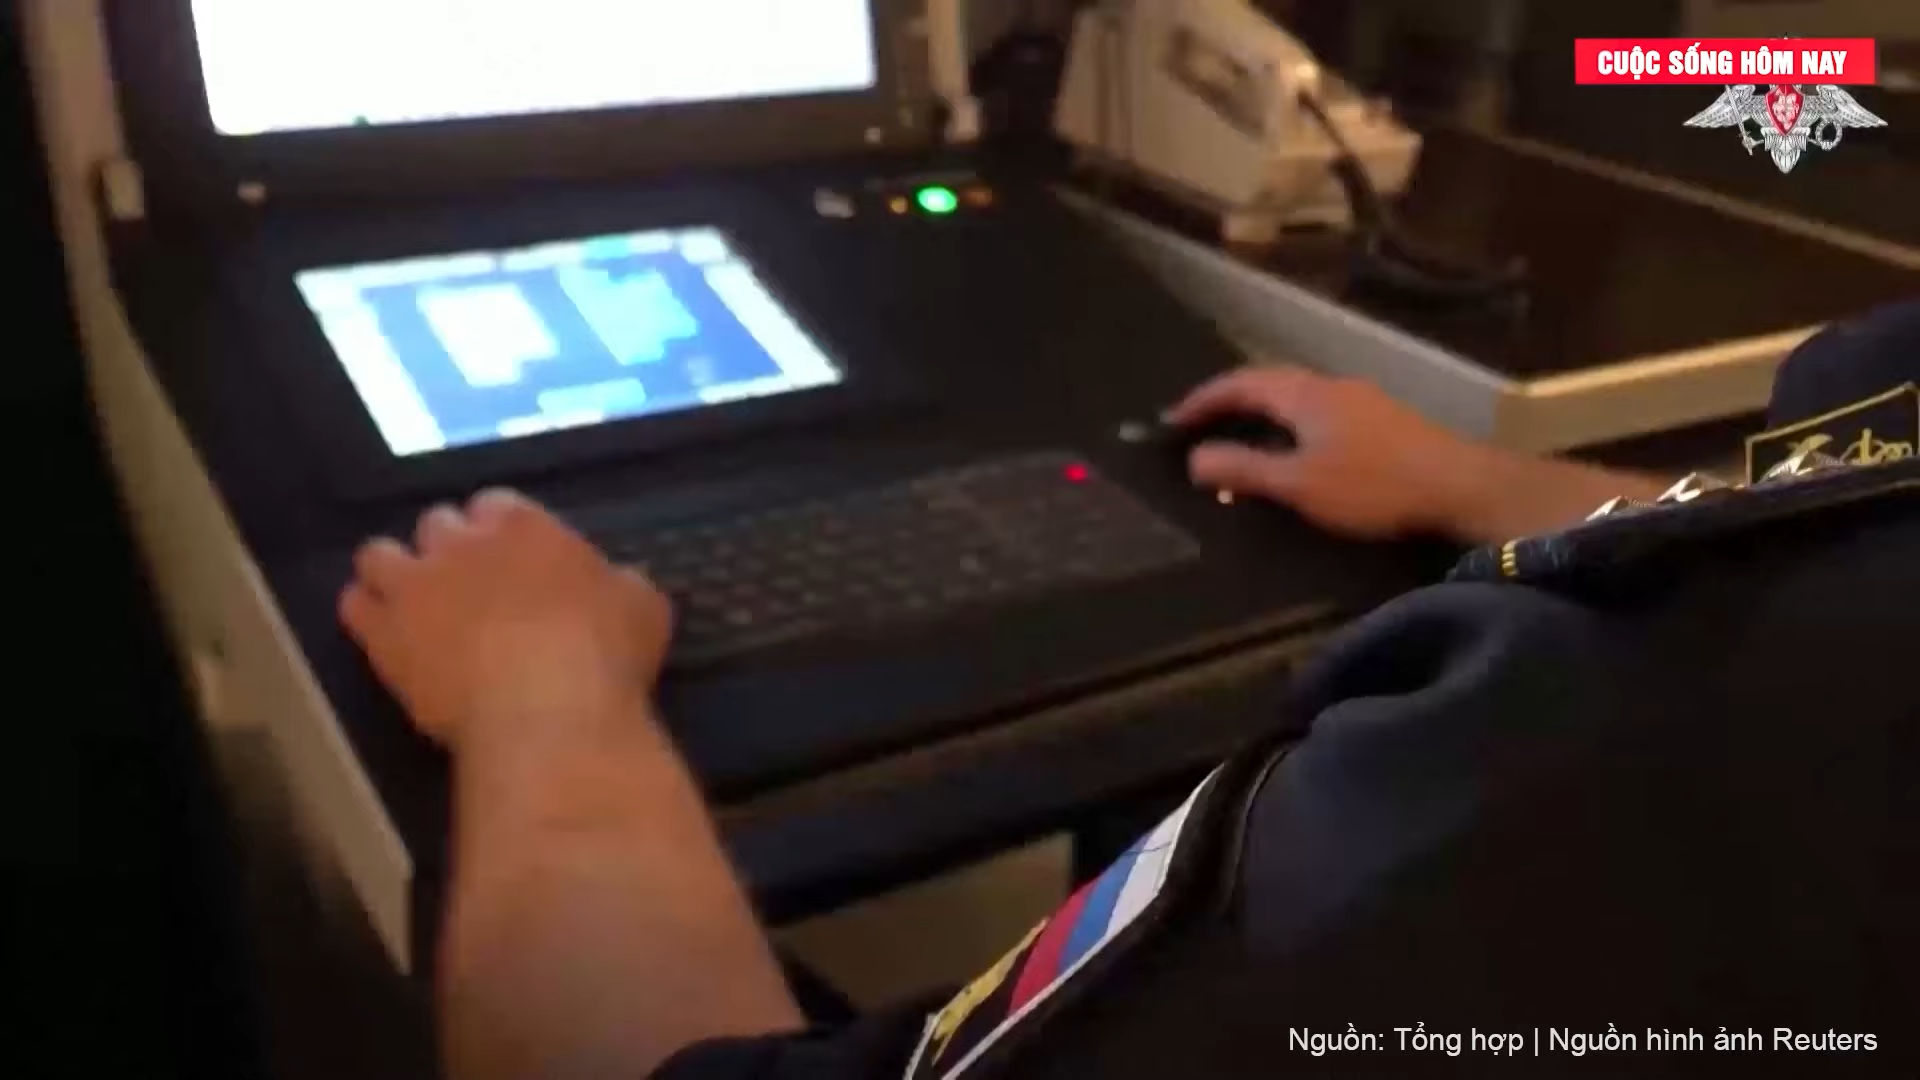 CUỘC SỐNG HÔM NAY
Nguồn: Tổng hợp | Nguồn hình ảnh Reuters